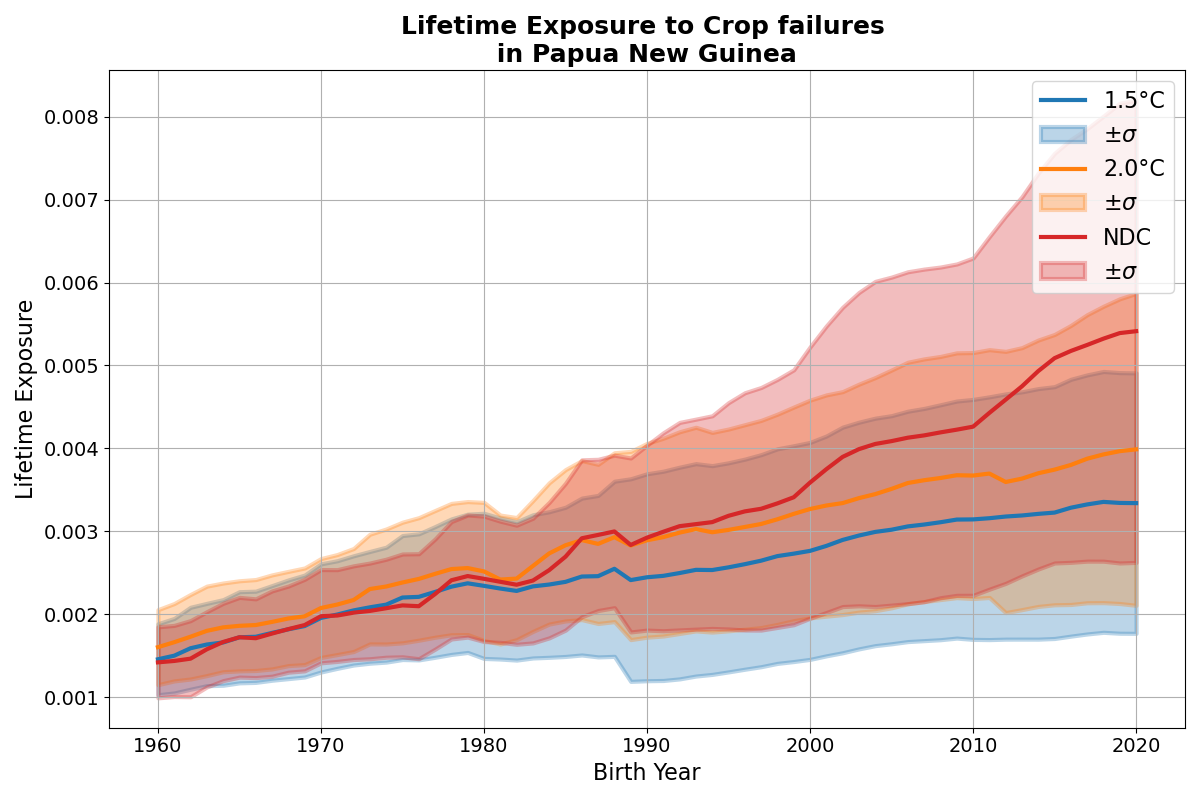 Lifetime Exposure to Crop failures
in Papua New Guinea
Lifetime Exposure
0.008
0.007
0.006
0.005
0.004
0.003
0.002
0.001
1960 1970 1980 1990 2000 2010 2020
Birth Year
1.5°C
±σ
2.0°C
±σ
NDC
±σ